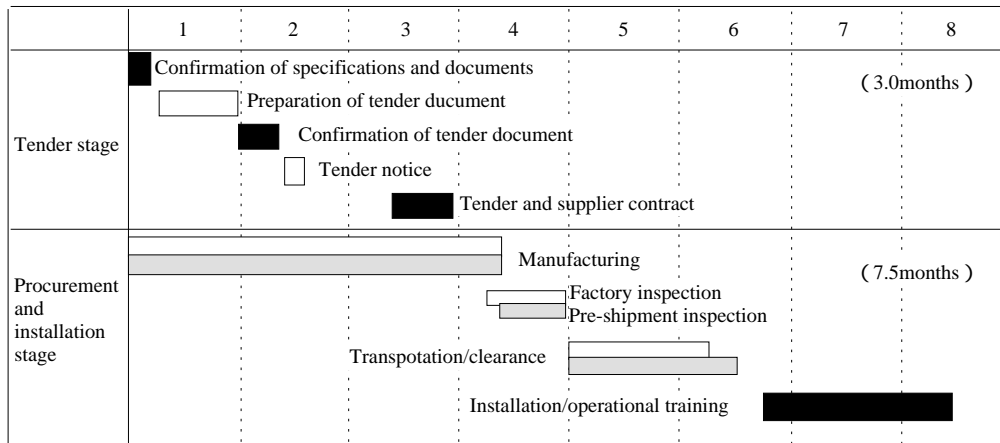 1 2 3 4 5 6 7 8
Confirmation of specifications and documents
( 3.0months )
Preparation of tender ducument
Confirmation of tender document
Tender stage
Tender notice
Tender and supplier contract
Manufacturing
( 7.5months )
Procurement
and
installation
stage
Factory inspection
Pre-shipment inspection
Transpotation/clearance
Installation/operational training